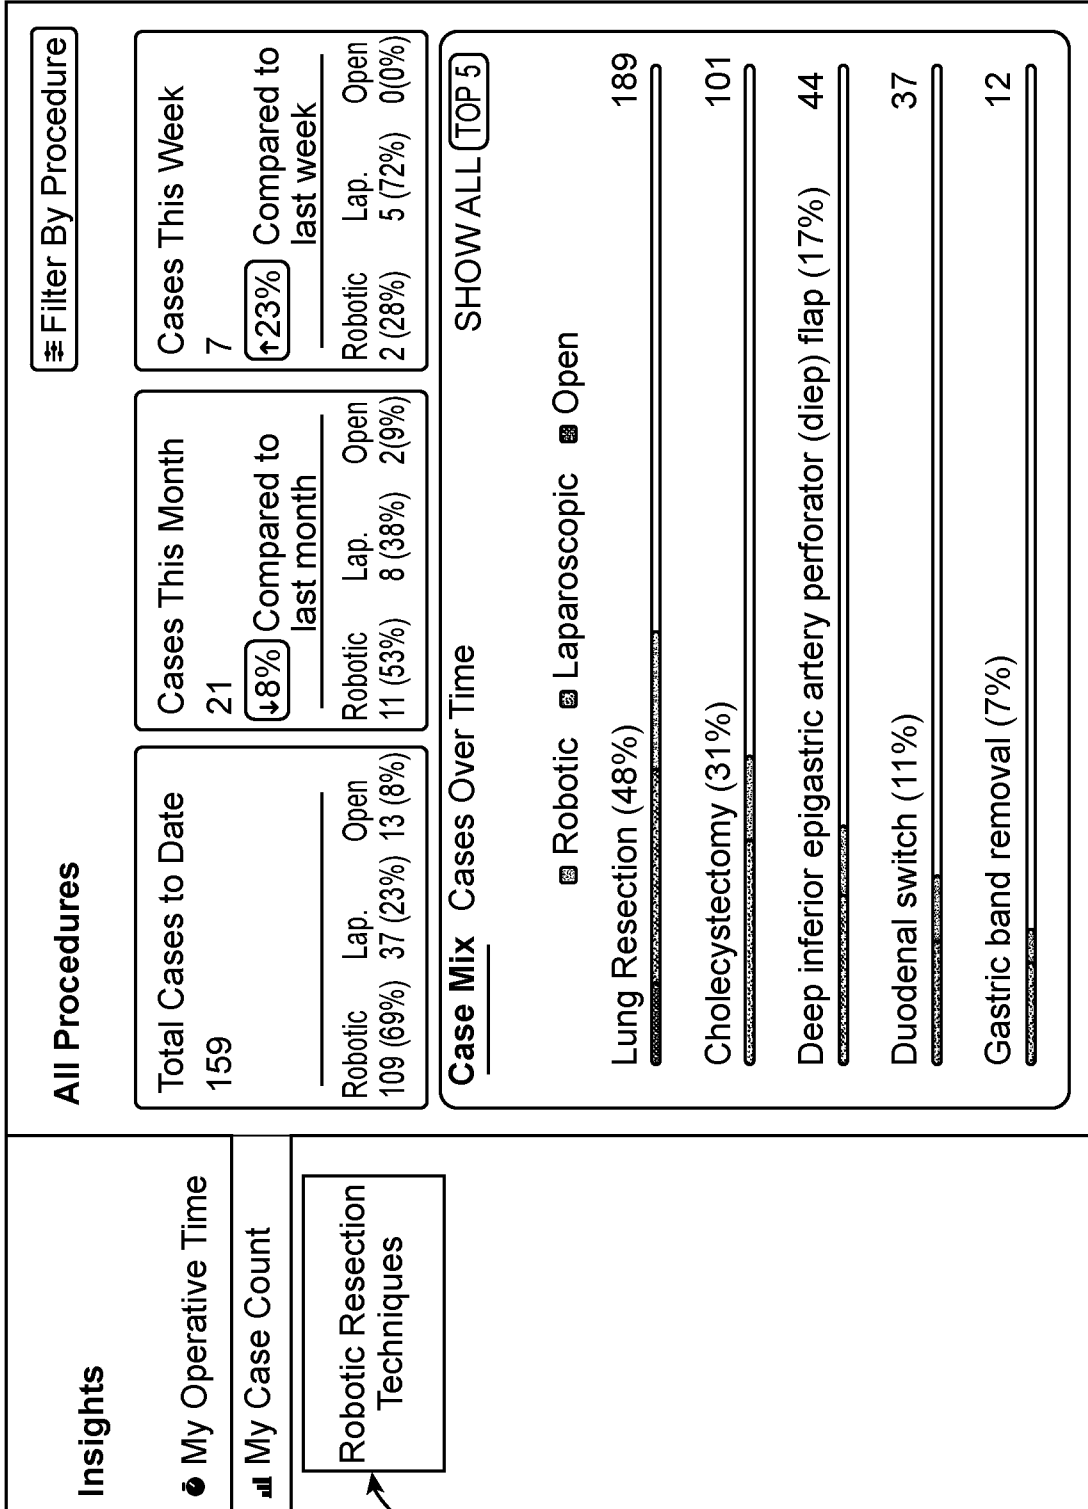 Insights
My Operative Time
My Case Count
Robotic Resection
Techniques
All Procedures
Filter By Procedure
Total Cases to Date
159
Robotic Lap. Open
109 (69%) 37 (23%) 13 (8%)
Cases This Month
21
↓8% Compared to
last month
Robotic Lap. Open
11 (53%) 8 (38%) 2(9%)
Cases This Week
7
↑23% Compared to
last week
Robotic Lap. Open
2 (28%) 5 (72%) 0(0%)
Case Mix Cases Over Time SHOW ALL TOP 5
Robotic Laparoscopic Open
Lung Resection (48%) 189
Cholecystectomy (31%) 101
Deep inferior epigastric artery perforator (diep) flap (17%) 44
Duodenal switch (11%) 37
Gastric band removal (7%) 12